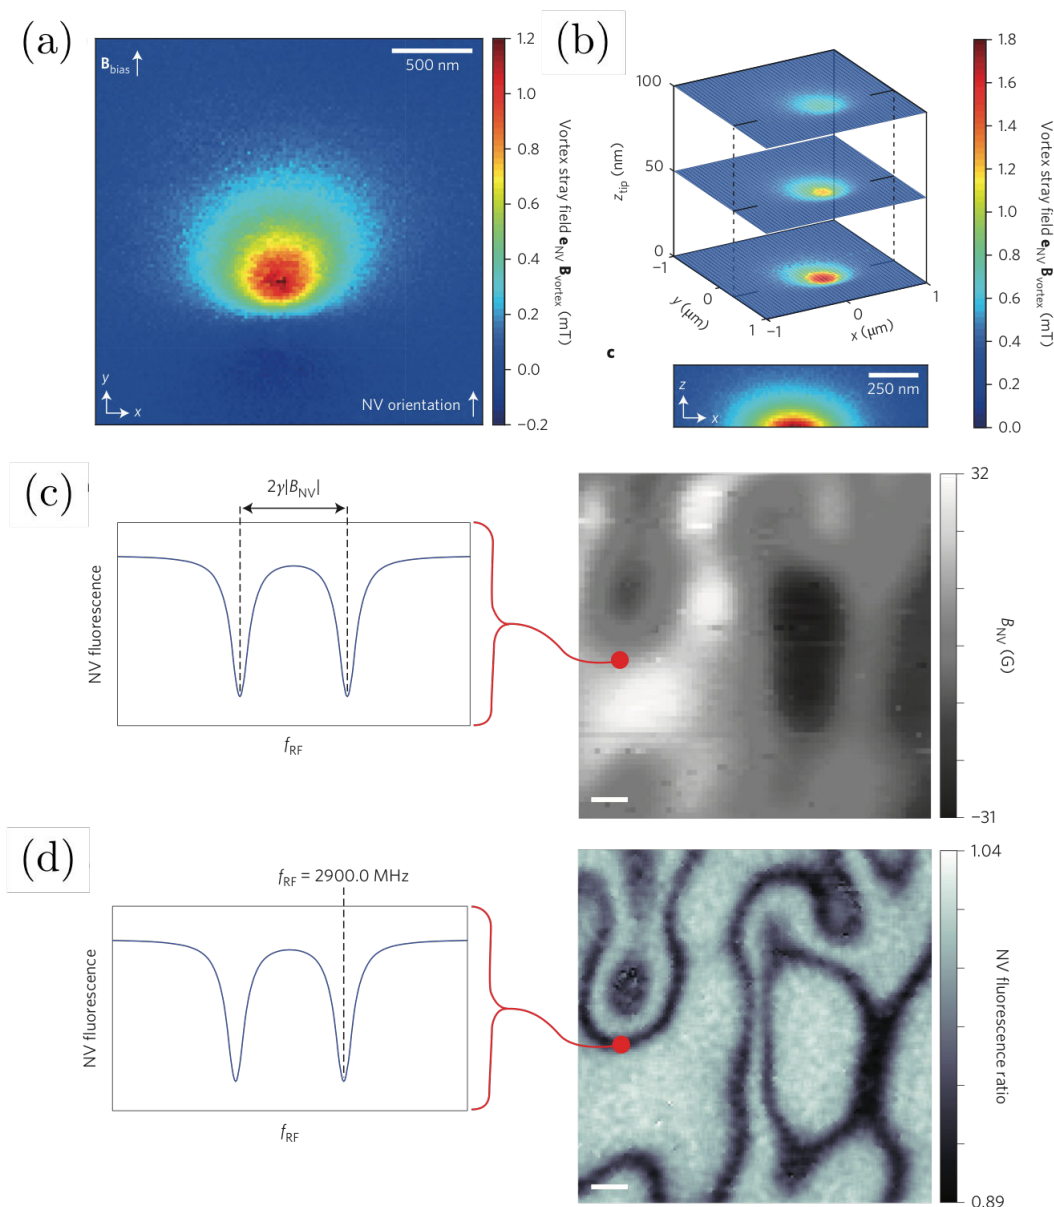 (a)
B_bias
500 nm
y
x
NV orientation
1.2
1.0
0.8
0.6
0.4
0.2
0.0
−0.2
Vortex stray field e_NV B_vortex (mT)
(b)
100
50
0
z_tip (nm)
−1
0
1
y (μm)
−1
0
1
x (μm)
1.8
1.6
1.4
1.2
1.0
0.8
0.6
0.4
0.2
0.0
Vortex stray field e_NV B_vortex (mT)
c
z
x
250 nm
(c)
2γ|B_NV|
NV fluorescence
f_RF
32
−31
B_NV (G)
(d)
f_RF = 2900.0 MHz
NV fluorescence
f_RF
1.04
0.89
NV fluorescence ratio